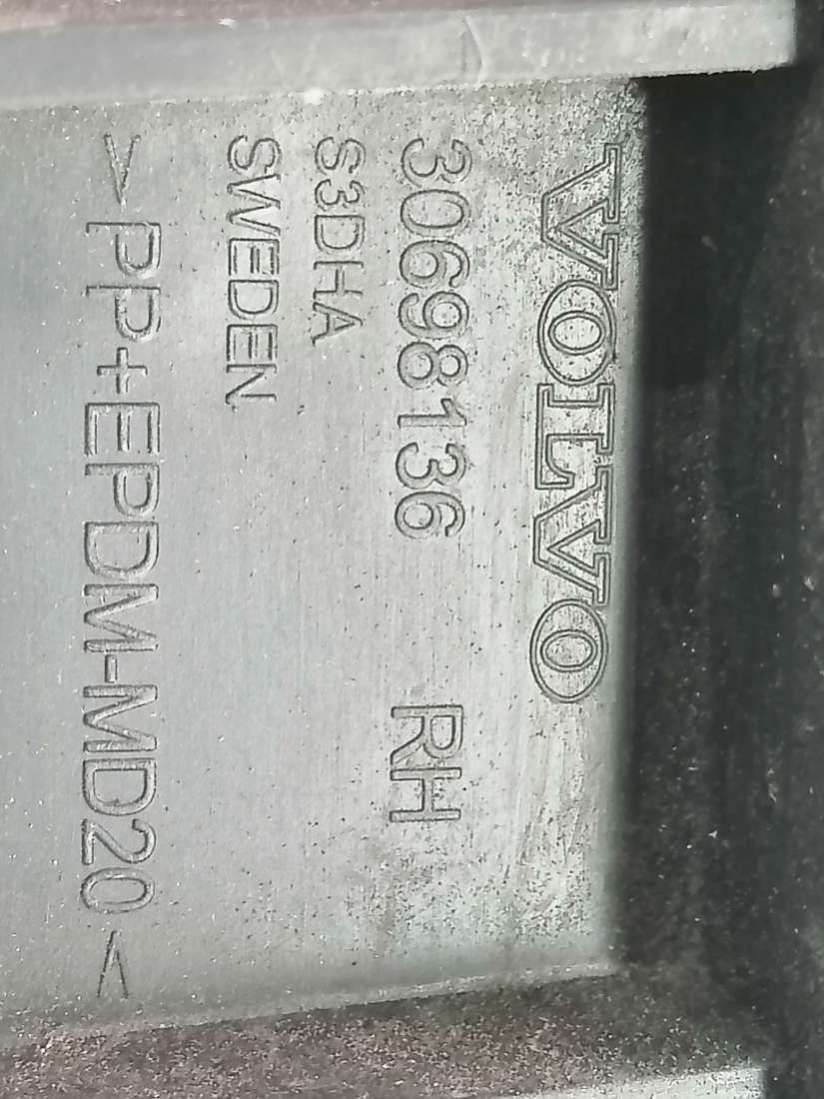 VOLVO
30698136 RH
S3DHA
SWEDEN
>PP+EPDM-MD20<